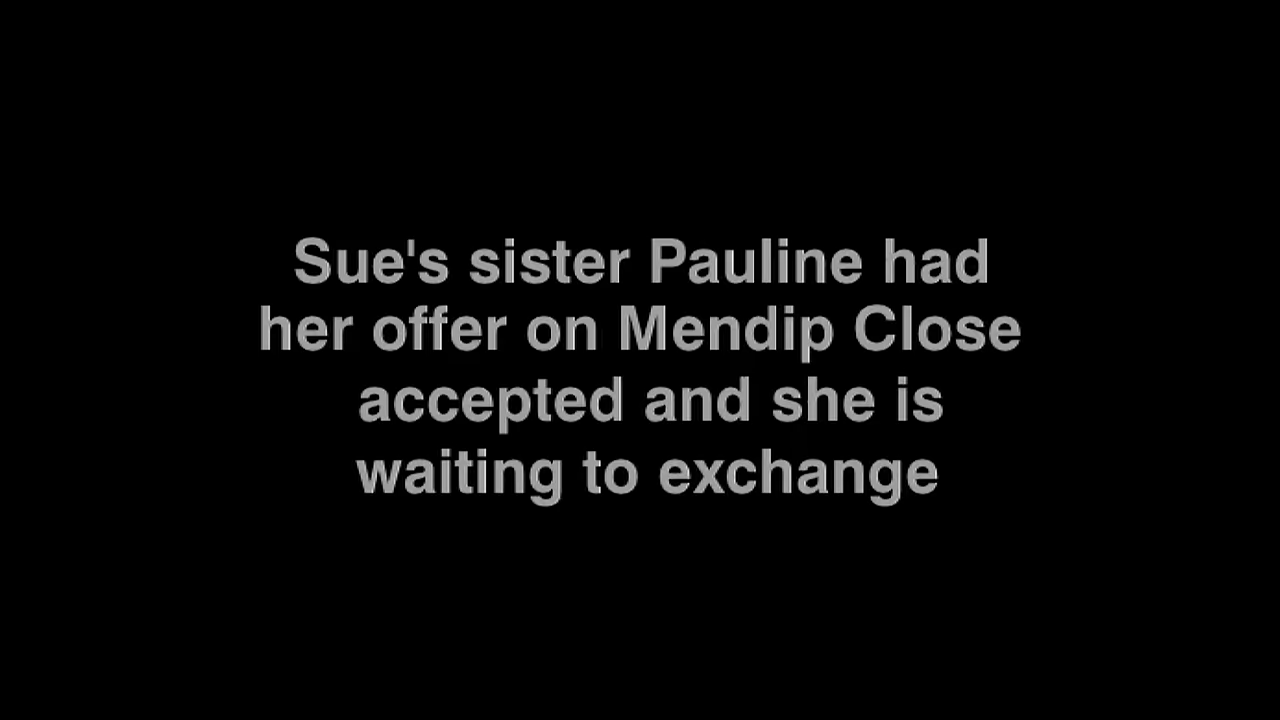 Sue's sister Pauline had
her offer on Mendip Close
accepted and she is
waiting to exchange